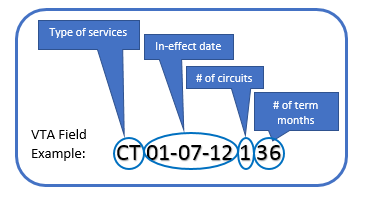 Type of services
In-effect date
# of circuits
# of term
months
VTA Field
Example:
CT 01-07-12 1 36